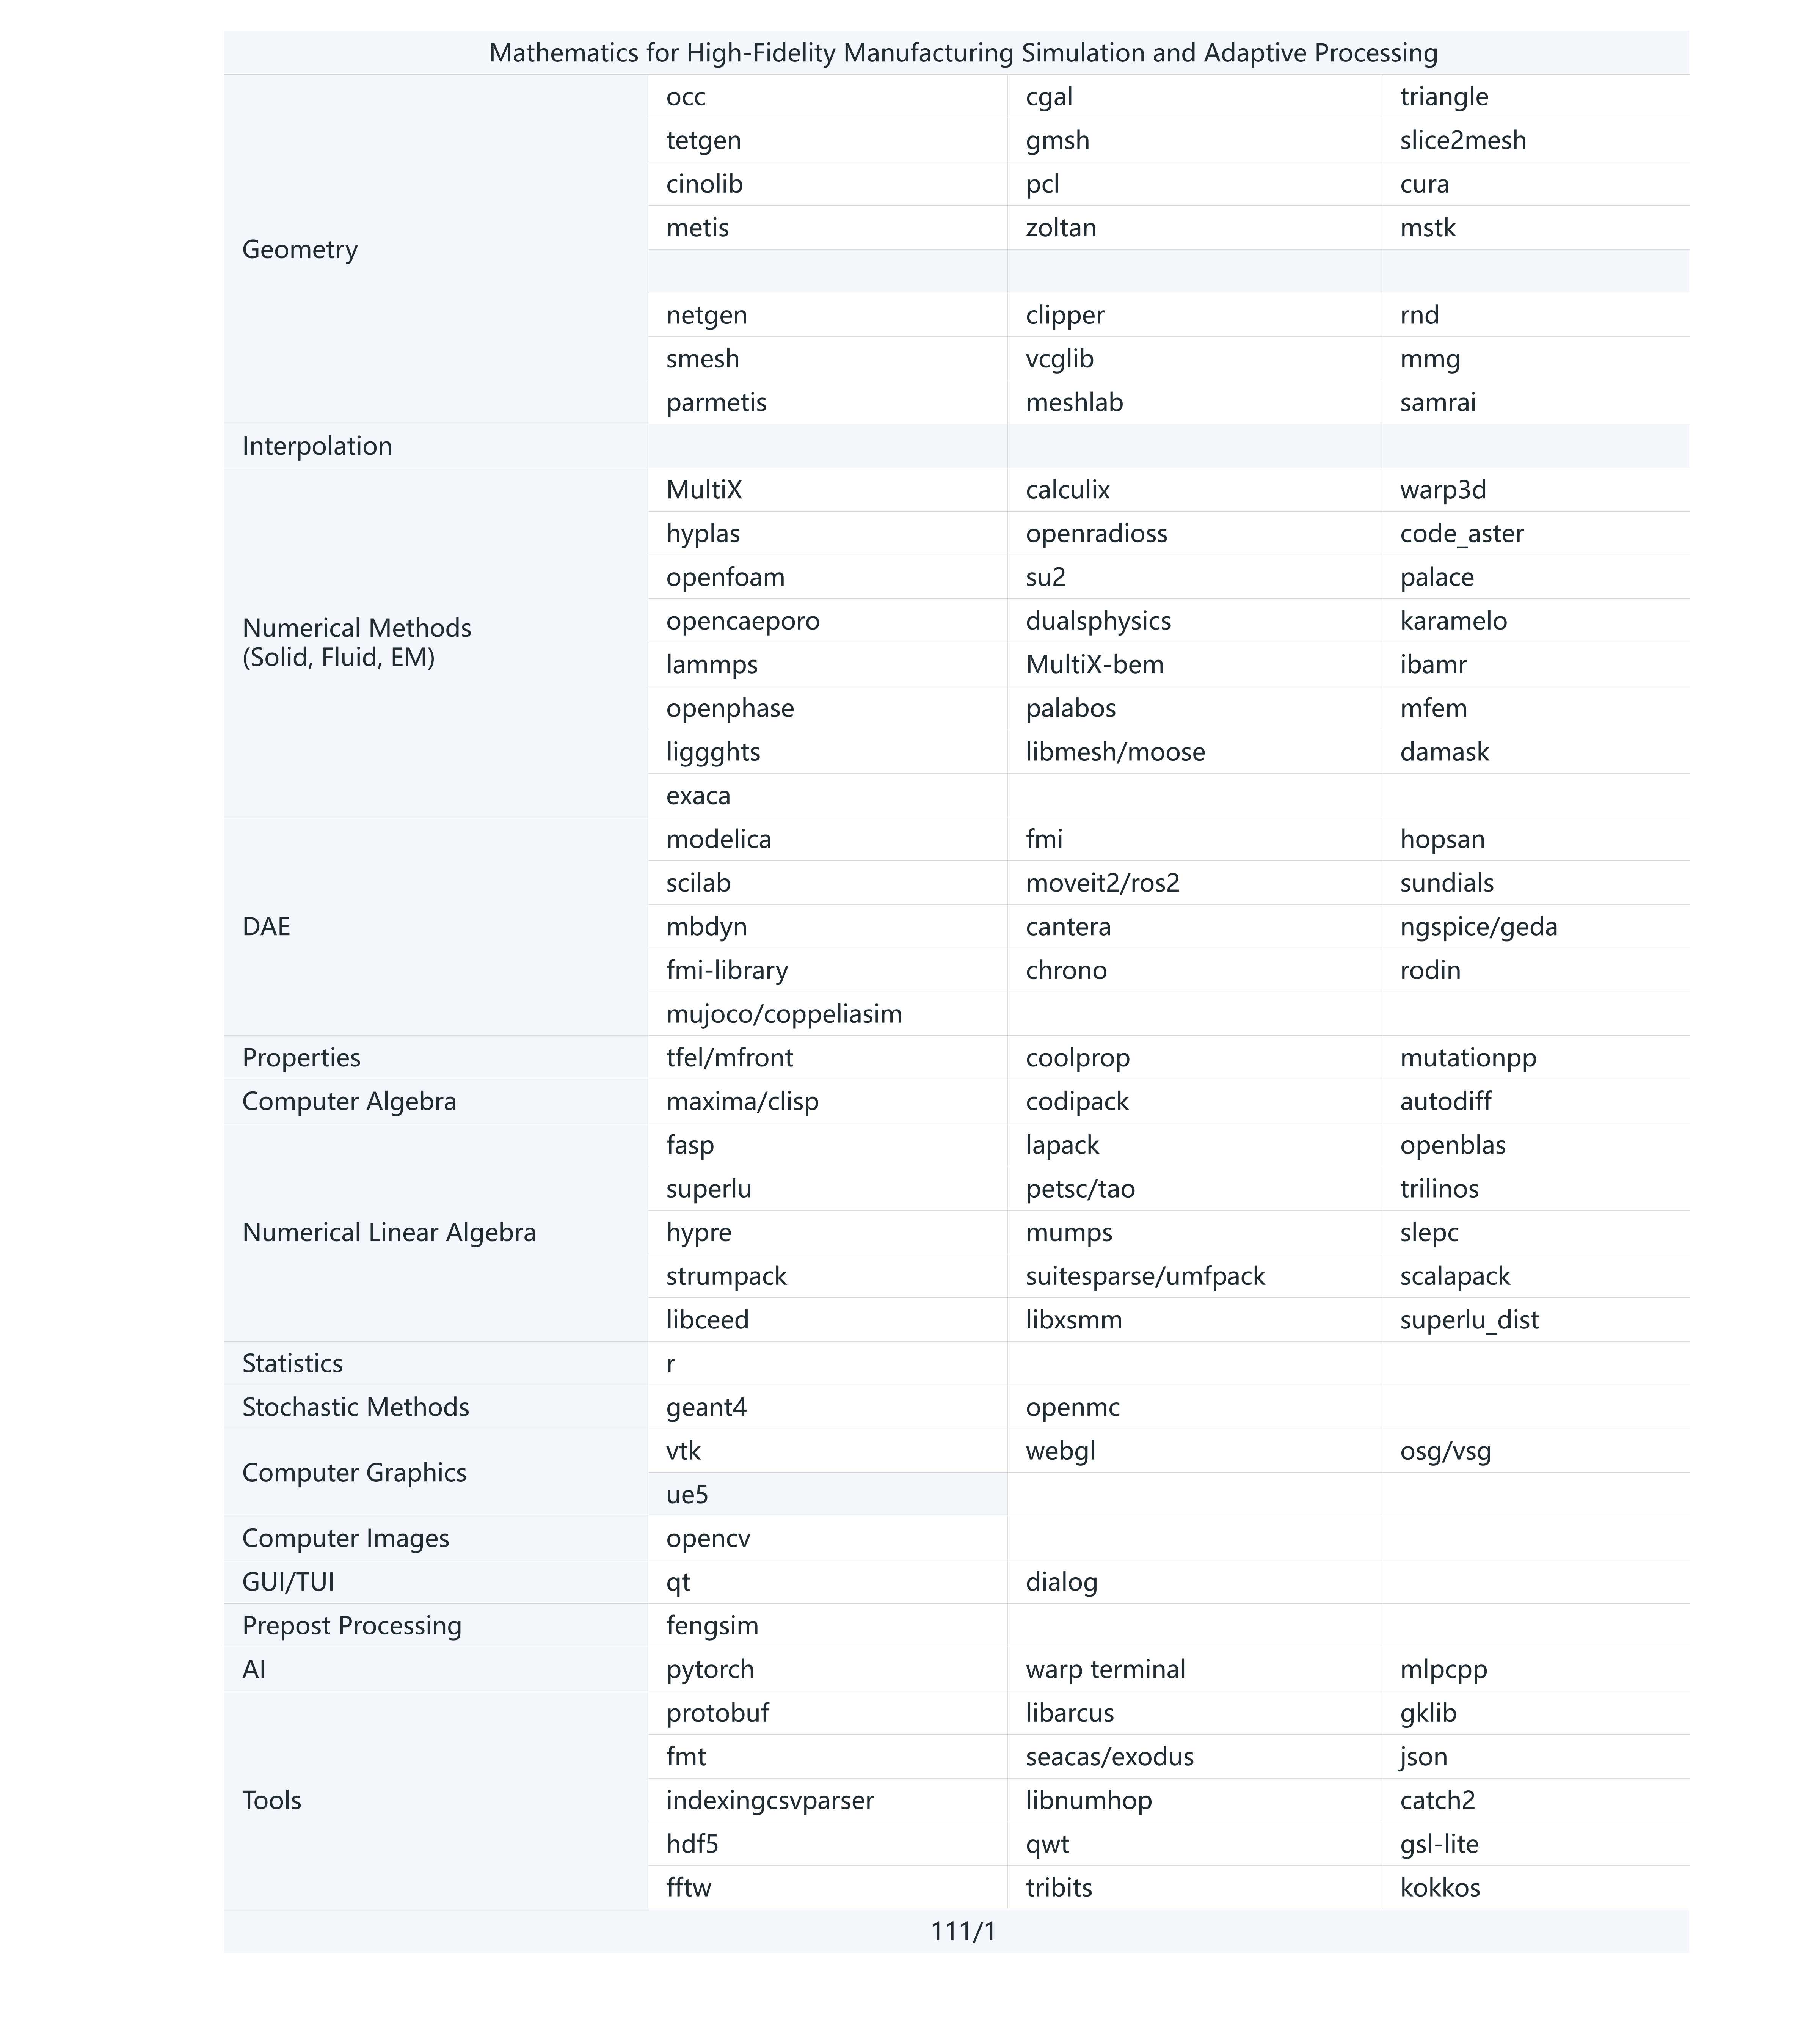 Mathematics for High-Fidelity Manufacturing Simulation and Adaptive Processing
Geometry
occ cgal triangle
tetgen gmsh slice2mesh
cinolib pcl cura
metis zoltan mstk
netgen clipper rnd
smesh vcglib mmg
parmetis meshlab samrai
Interpolation
Numerical Methods
(Solid, Fluid, EM)
MultiX calculix warp3d
hyplas openradioss code_aster
openfoam su2 palace
opencaeporo dualsphysics karamelo
lammps MultiX-bem ibamr
openphase palabos mfem
liggghts libmesh/moose damask
exaca
DAE
modelica fmi hopsan
scilab moveit2/ros2 sundials
mbdyn cantera ngspice/geda
fmi-library chrono rodin
mujoco/coppeliasim
Properties tfel/mfront coolprop mutationpp
Computer Algebra maxima/clisp codipack autodiff
Numerical Linear Algebra
fasp lapack openblas
superlu petsc/tao trilinos
hypre mumps slepc
strumpack suitesparse/umfpack scalapack
libceed libxsmm superlu_dist
Statistics r
Stochastic Methods geant4 openmc
Computer Graphics
vtk webgl osg/vsg
ue5
Computer Images opencv
GUI/TUI qt dialog
Prepost Processing fengsim
AI pytorch warp terminal mlpcpp
Tools
protobuf libarcus gklib
fmt seacas/exodus json
indexingcsvparser libnumhop catch2
hdf5 qwt gsl-lite
fftw tribits kokkos
111/1